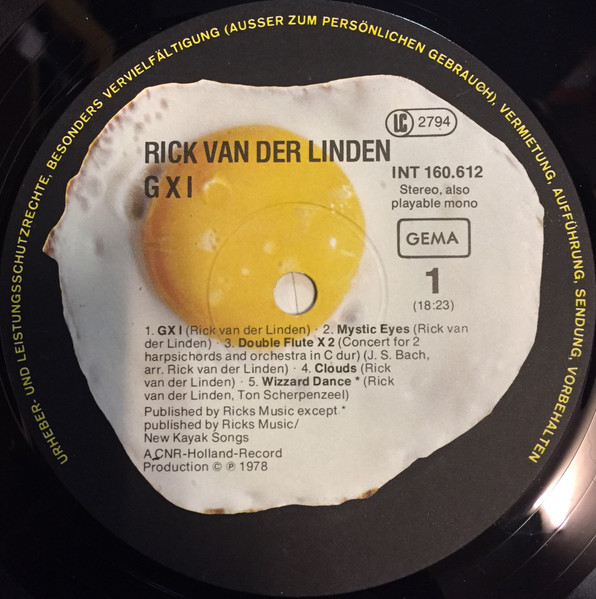 URHEBER- UND LEISTUNGSSCHUTZRECHTE, BESONDERS VERVIELFÄLTIGUNG (AUSSER ZUM PERSÖNLICHEN GEBRAUCH), VERMIETUNG, AUFFÜHRUNG, SENDUNG, VORBEHALTEN
LC 2794
RICK VAN DER LINDEN
G X I
INT 160.612
Stereo, also
playable mono
GEMA
1
(18:23)
1. GX I (Rick van der Linden) · 2. Mystic Eyes (Rick van
der Linden) · 3. Double Flute X 2 (Concert for 2
harpsichords and orchestra in C dur) (J. S. Bach,
arr. Rick van der Linden) · 4. Clouds (Rick
van der Linden) · 5. Wizzard Dance * (Rick
van der Linden, Ton Scherpenzeel)
Published by Ricks Music except *
published by Ricks Music/
New Kayak Songs
A CNR-Holland-Record
Production © ℗ 1978